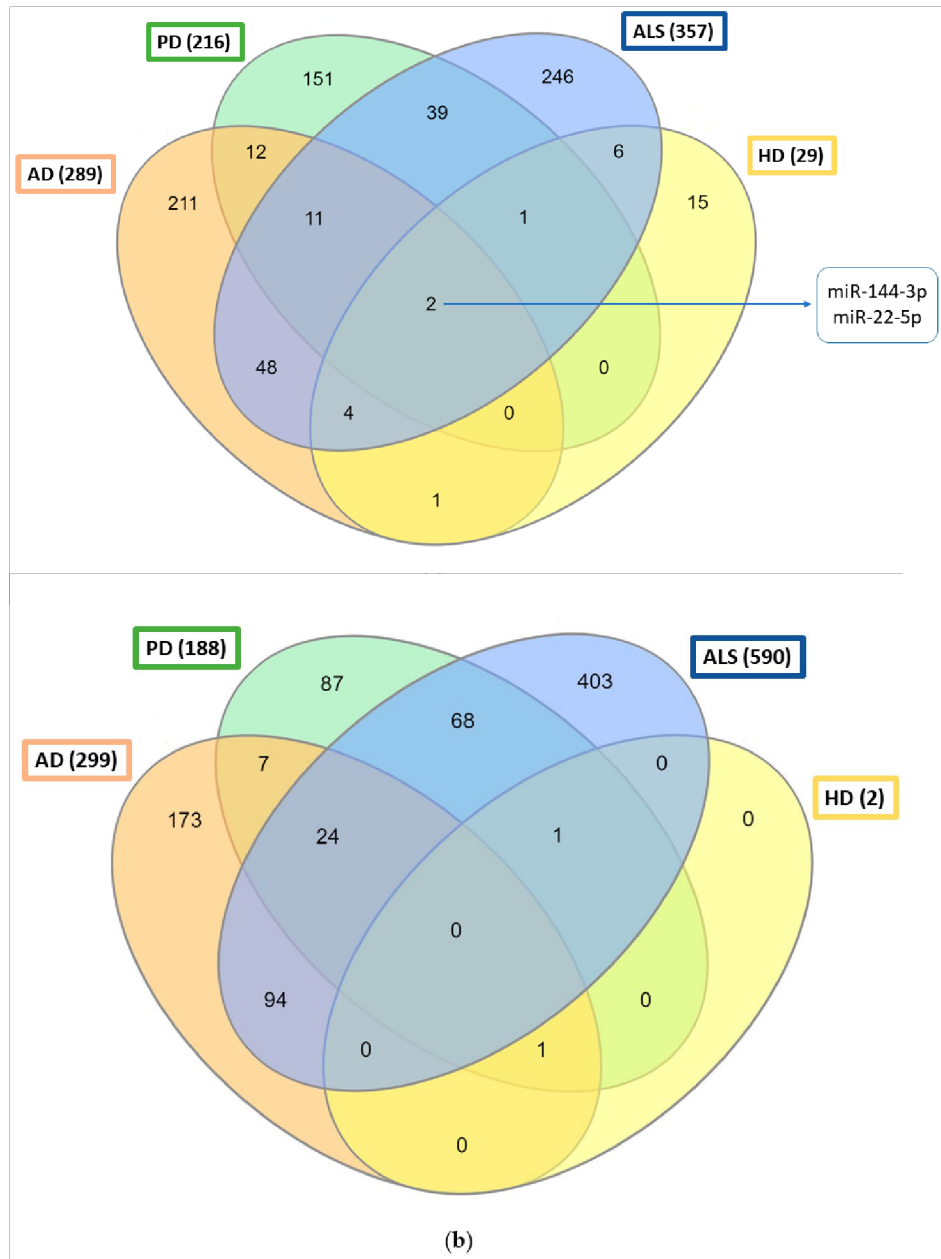 PD (216)
ALS (357)
151
246
39
12
6
AD (289)
HD (29)
211
11
1
15
2
miR-144-3p
miR-22-5p
48
0
4
0
1
PD (188)
ALS (590)
87
403
68
AD (299)
7
0
HD (2)
173
24
1
0
0
94
0
0
1
0
(b)